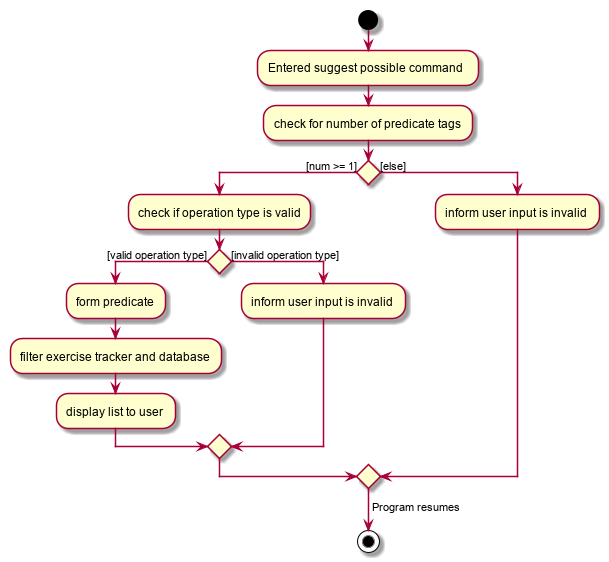 Entered suggest possible command
check for number of predicate tags
[num >= 1]
[else]
check if operation type is valid
inform user input is invalid
[valid operation type]
[invalid operation type]
form predicate
inform user input is invalid
filter exercise tracker and database
display list to user
Program resumes